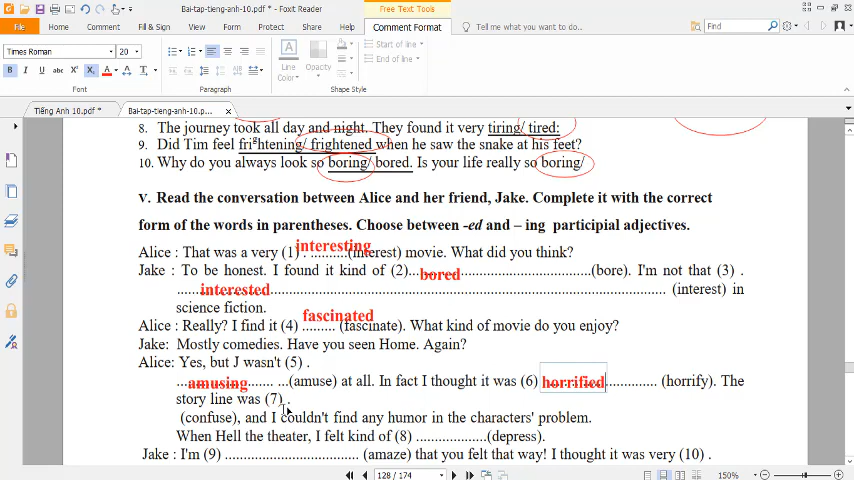 Bai-tap-tieng-anh-10.pdf * - Foxit Reader
Free Text Tools
File Home Comment Fill & Sign View Form Protect Share Help Comment Format Tell me what you want to do... Find
Times Roman 20 Line Color Start of line End of line
B I U abc X² X₂ A
Font Paragraph Shape Style
Tiếng Anh 10.pdf * Bai-tap-tieng-anh-10.p...
8. The journey took all day and night. They found it very tiring/ tired:
9. Did Tim feel frightening/ frightened when he saw the snake at his feet?
10. Why do you always look so boring/ bored. Is your life really so boring/
V. Read the conversation between Alice and her friend, Jake. Complete it with the correct
form of the words in parentheses. Choose between -ed and – ing participial adjectives.
Alice : That was a very (1) . interesting ..........(interest) movie. What did you think?
Jake : To be honest. I found it kind of (2)... bored ..................................(bore). I'm not that (3) .
interested .................................................................. (interest) in
science fiction.
Alice : Really? I find it (4) fascinated ......... (fascinate). What kind of movie do you enjoy?
Jake: Mostly comedies. Have you seen Home. Again?
Alice: Yes, but J wasn't (5) .
... amusing ....... ...(amuse) at all. In fact I thought it was (6) horrified ............. (horrify). The
story line was (7) .
(confuse), and I couldn't find any humor in the characters' problem.
When Hell the theater, I felt kind of (8) ..................(depress).
Jake : I'm (9) .................................. (amaze) that you felt that way! I thought it was very (10) .
128 / 174 150%